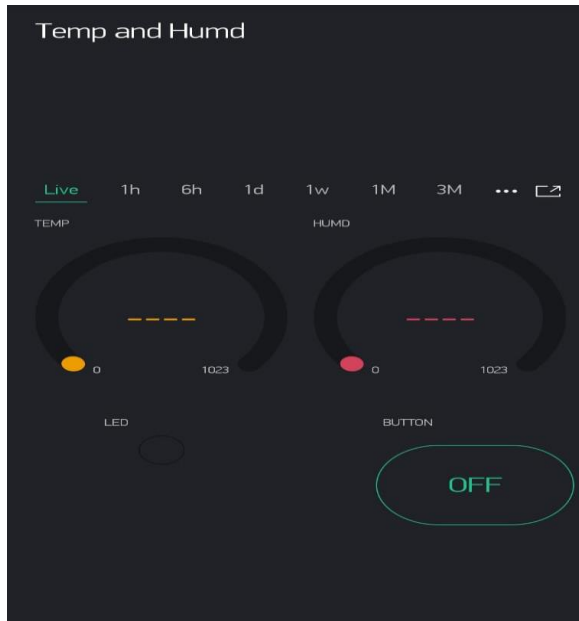 Temp and Humd
Live 1h 6h 1d 1w 1M 3M ...
TEMP HUMD
---- ----
0 1023 0 1023
LED BUTTON
OFF